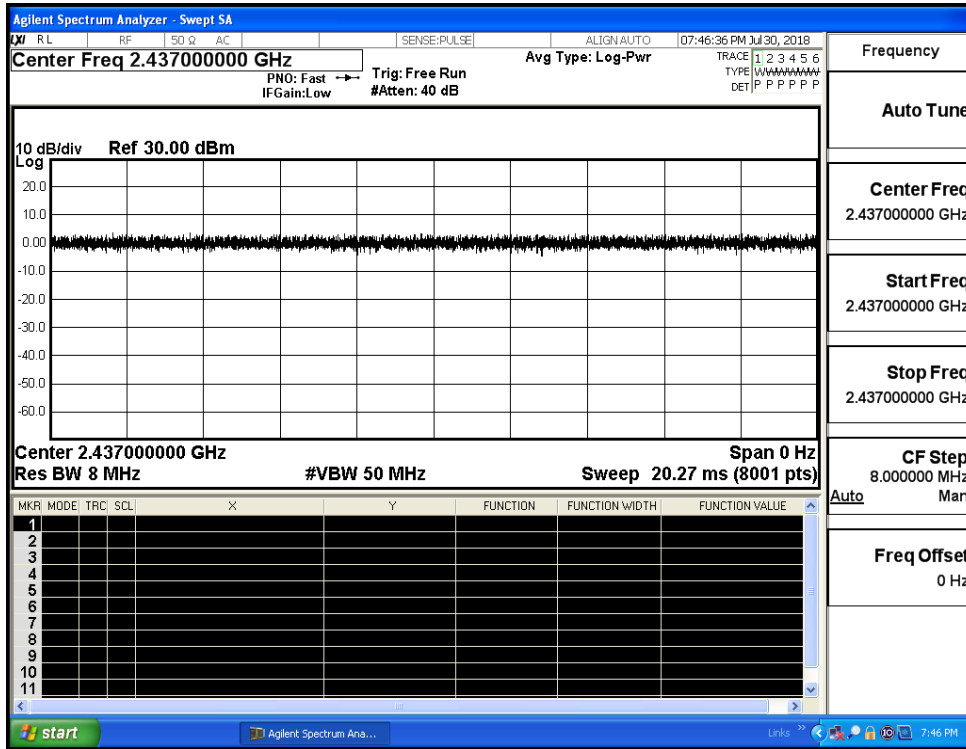 Agilent Spectrum Analyzer - Swept SA
LXI RL RF 50 Ω AC SENSE:PULSE ALIGN AUTO 07:46:36 PM Jul 30, 2018
Center Freq 2.437000000 GHz
PNO: Fast
IFGain:Low
Trig: Free Run
#Atten: 40 dB
Avg Type: Log-Pwr
TRACE 1 2 3 4 5 6
TYPE WWWWWW
DET P P P P P P
10 dB/div Ref 30.00 dBm
Log
20.0
10.0
0.00
-10.0
-20.0
-30.0
-40.0
-50.0
-60.0
Center 2.437000000 GHz Span 0 Hz
Res BW 8 MHz #VBW 50 MHz Sweep 20.27 ms (8001 pts)
MKR MODE TRC SCL X Y FUNCTION FUNCTION WIDTH FUNCTION VALUE
1
2
3
4
5
6
7
8
9
10
11
Frequency
Auto Tune
Center Freq
2.437000000 GHz
Start Freq
2.437000000 GHz
Stop Freq
2.437000000 GHz
CF Step
8.000000 MHz
Auto Man
Freq Offset
0 Hz
start Agilent Spectrum Ana... Links » 7:46 PM